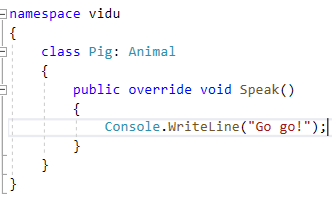 namespace vidu
{
    class Pig: Animal
    {
        public override void Speak()
        {
            Console.WriteLine("Go go!");
        }
    }
}